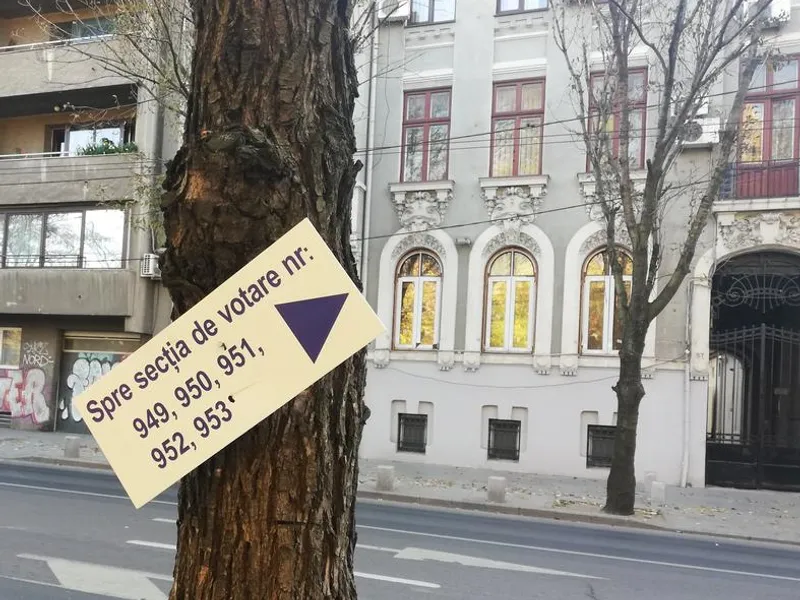 Spre secția de votare nr:
949, 950, 951,
952, 953